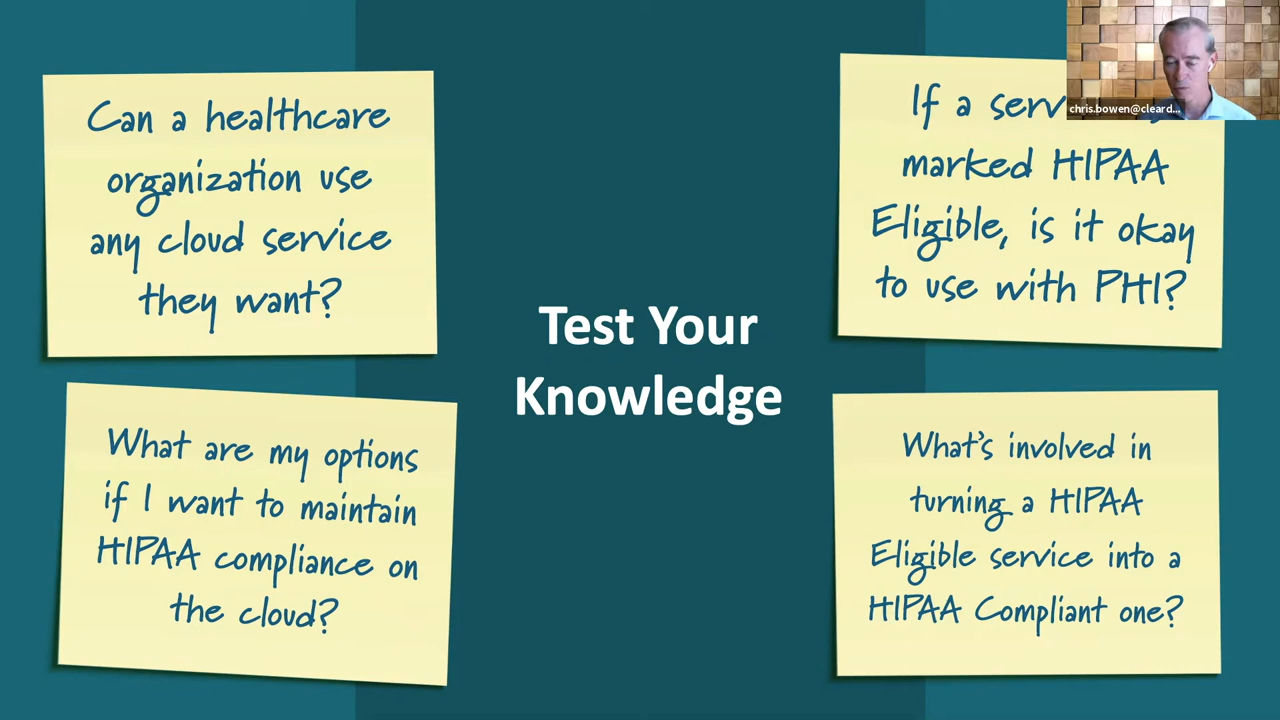 Can a healthcare
organization use
any cloud service
they want?
If a serv
marked HIPAA
Eligible, is it okay
to use with PHI?
Test Your
Knowledge
What are my options
if I want to maintain
HIPAA compliance on
the cloud?
What's involved in
turning a HIPAA
Eligible service into a
HIPAA Compliant one?
chris.bowen@cleard...